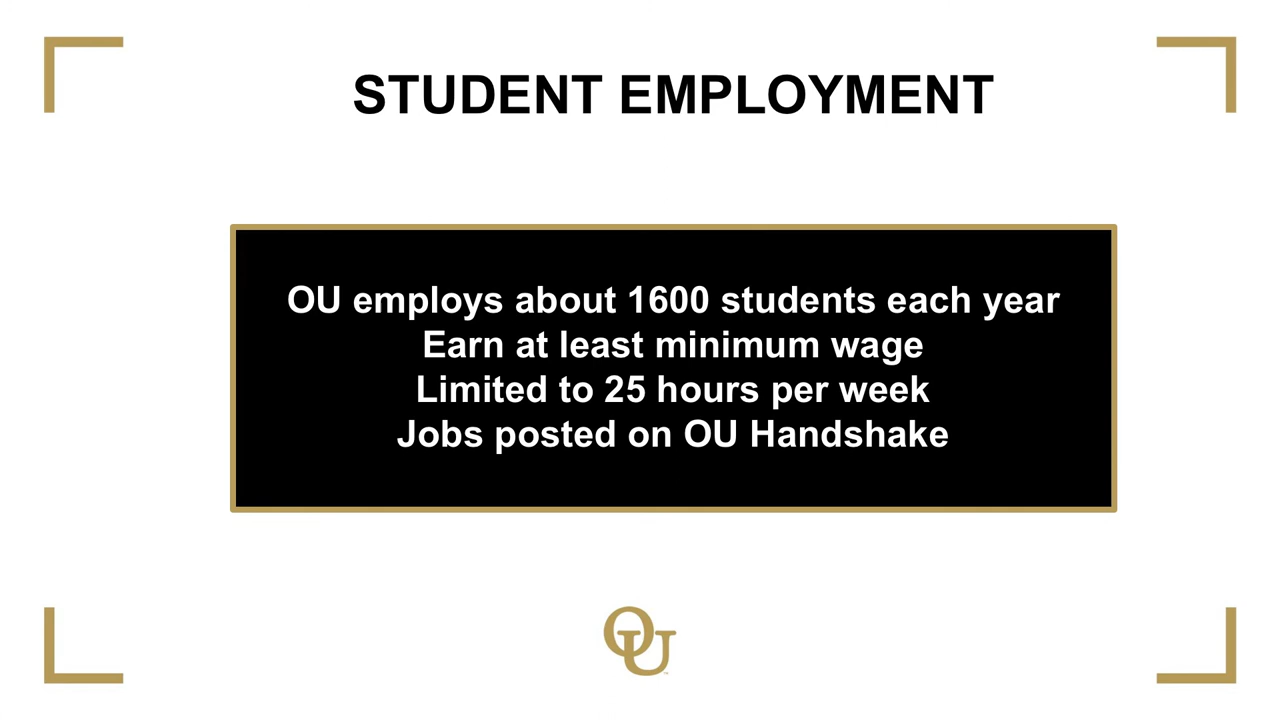 STUDENT EMPLOYMENT
OU employs about 1600 students each year
Earn at least minimum wage
Limited to 25 hours per week
Jobs posted on OU Handshake
OU